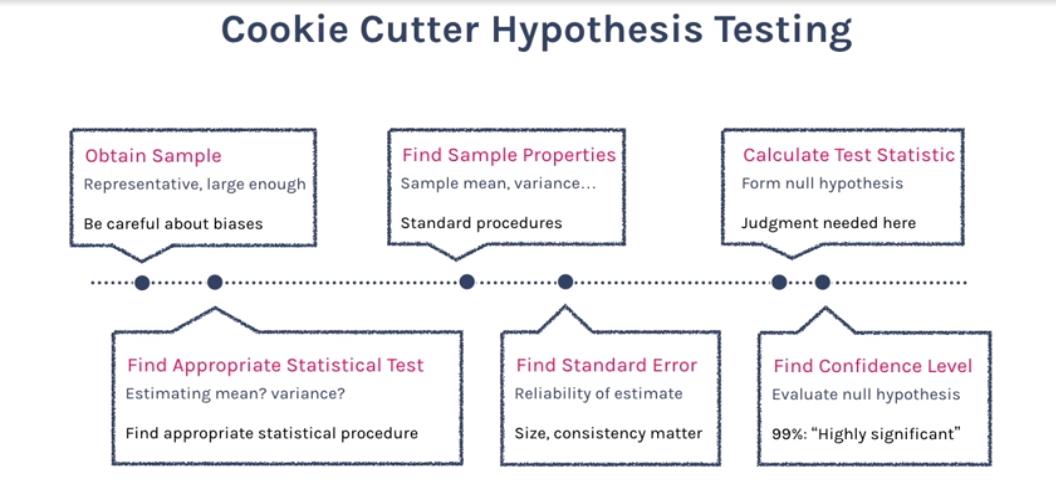 Cookie Cutter Hypothesis Testing
Obtain Sample
Representative, large enough
Be careful about biases
Find Appropriate Statistical Test
Estimating mean? variance?
Find appropriate statistical procedure
Find Sample Properties
Sample mean, variance...
Standard procedures
Find Standard Error
Reliability of estimate
Size, consistency matter
Calculate Test Statistic
Form null hypothesis
Judgment needed here
Find Confidence Level
Evaluate null hypothesis
99%: “Highly significant”